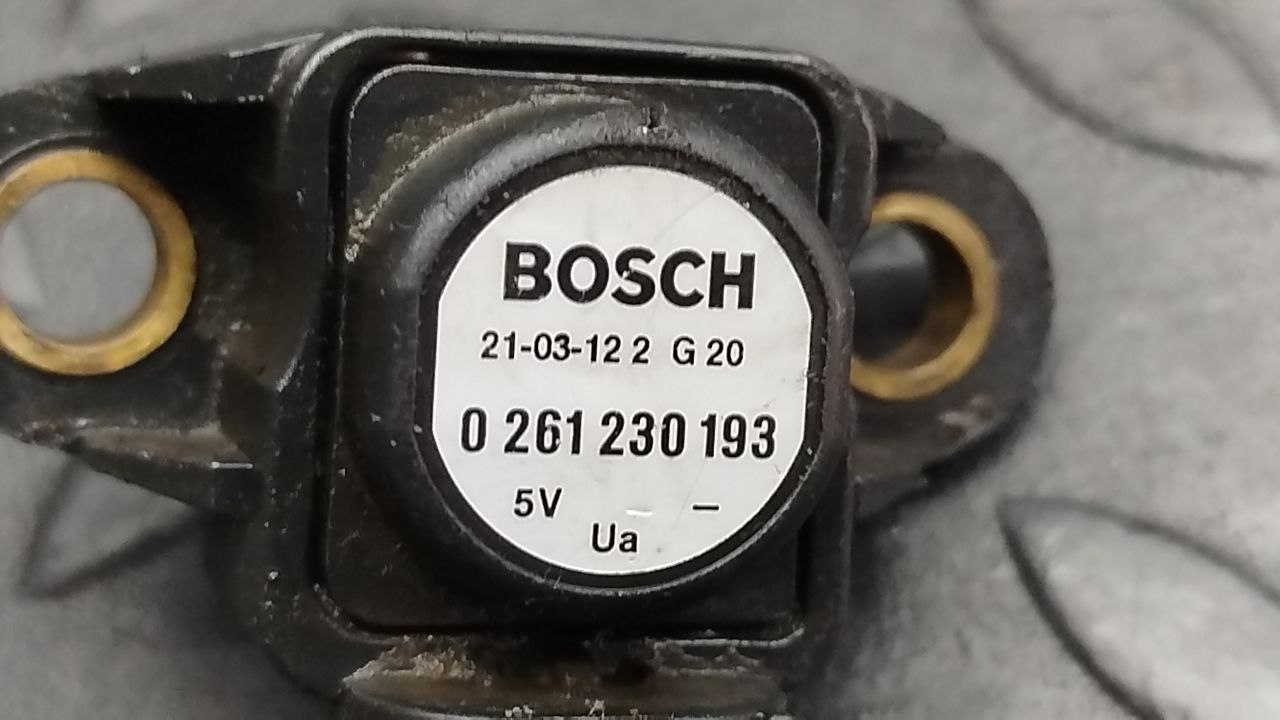 BOSCH
21-03-12 2 G 20
0 261 230 193
5V –
Ua